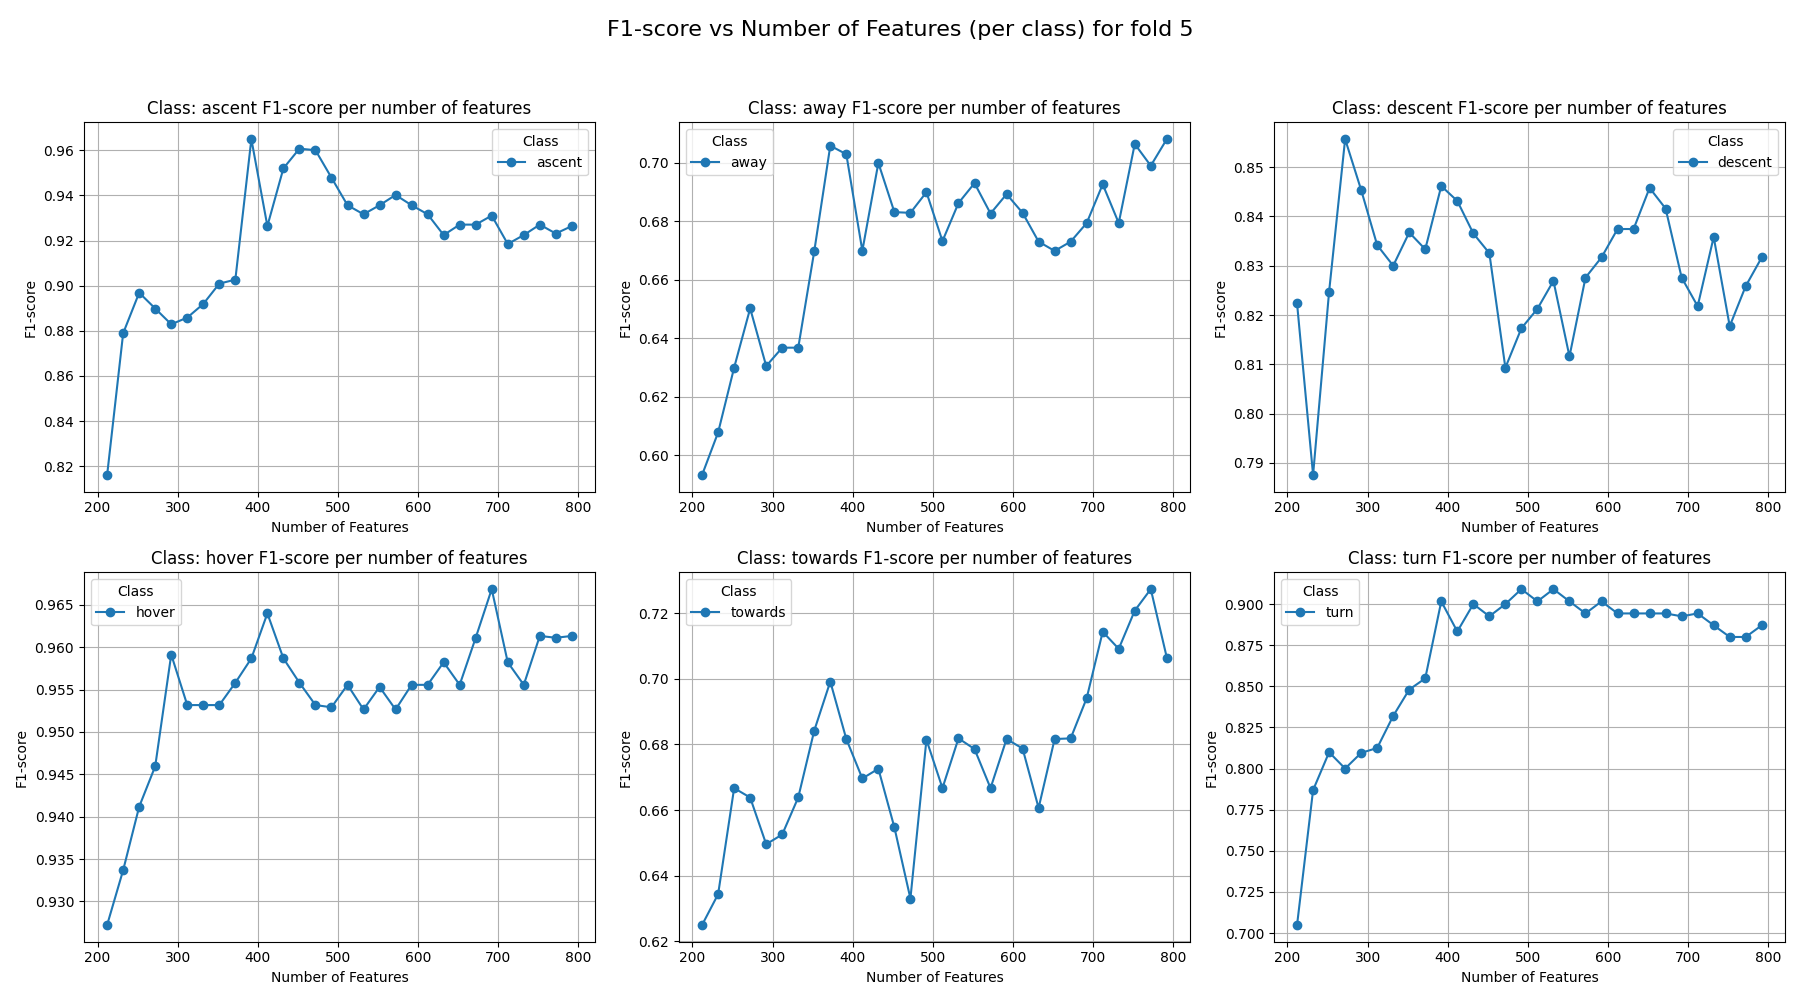 F1-score vs Number of Features (per class) for fold 5
Class: ascent F1-score per number of features
F1-score
0.96
0.94
0.92
0.90
0.88
0.86
0.84
0.82
Class
ascent
200 300 400 500 600 700 800
Number of Features
Class: away F1-score per number of features
F1-score
0.70
0.68
0.66
0.64
0.62
0.60
Class
away
200 300 400 500 600 700 800
Number of Features
Class: descent F1-score per number of features
F1-score
0.85
0.84
0.83
0.82
0.81
0.80
0.79
Class
descent
200 300 400 500 600 700 800
Number of Features
Class: hover F1-score per number of features
F1-score
0.965
0.960
0.955
0.950
0.945
0.940
0.935
0.930
Class
hover
200 300 400 500 600 700 800
Number of Features
Class: towards F1-score per number of features
F1-score
0.72
0.70
0.68
0.66
0.64
0.62
Class
towards
200 300 400 500 600 700 800
Number of Features
Class: turn F1-score per number of features
F1-score
0.900
0.875
0.850
0.825
0.800
0.775
0.750
0.725
0.700
Class
turn
200 300 400 500 600 700 800
Number of Features